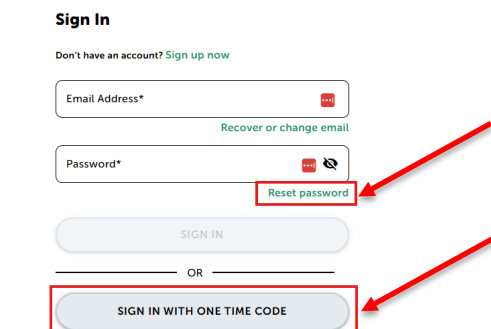 Sign In
Don't have an account? Sign up now
Email Address*
Recover or change email
Password*
Reset password
SIGN IN
OR
SIGN IN WITH ONE TIME CODE